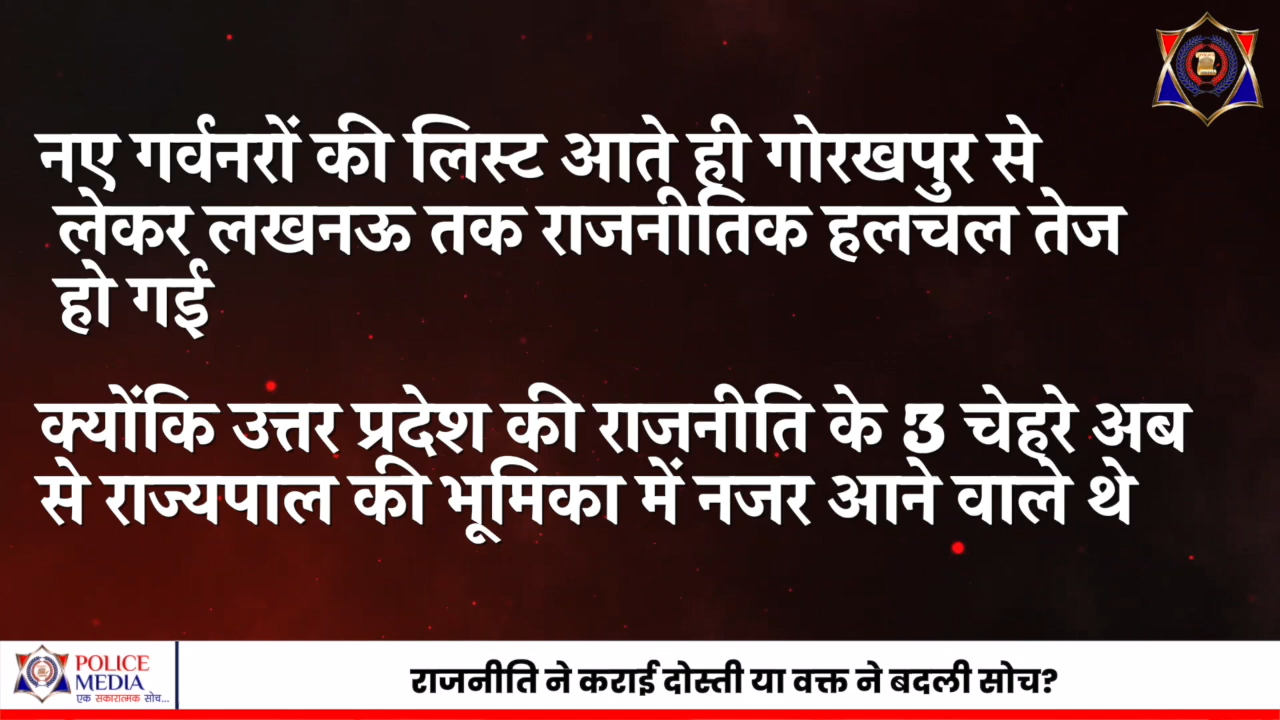 नए गर्वनरों की लिस्ट आते ही गोरखपुर से
लेकर लखनऊ तक राजनीतिक हलचल तेज
हो गई
क्योंकि उत्तर प्रदेश की राजनीति के 3 चेहरे अब
से राज्यपाल की भूमिका में नजर आने वाले थे
POLICE
MEDIA
एक सकारात्मक सोच...
राजनीति ने कराई दोस्ती या वक्त ने बदली सोच?